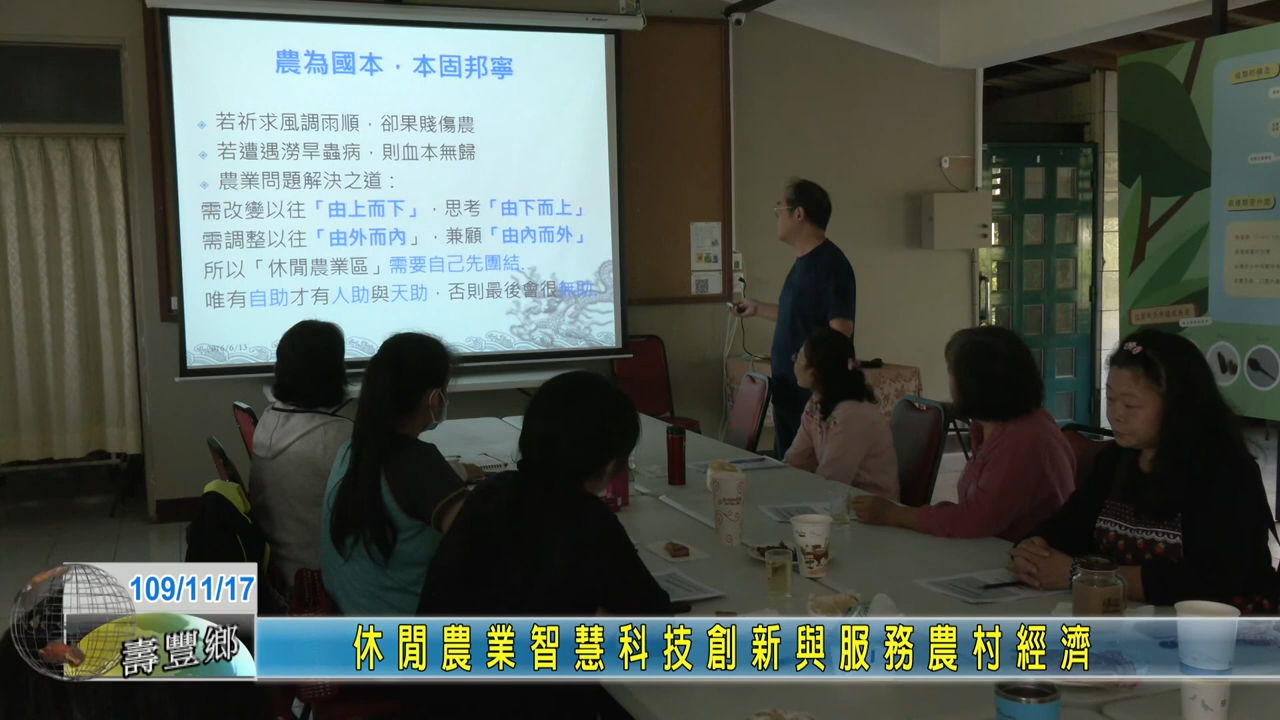 農為國本，本固邦寧
若祈求風調雨順，卻果賤傷農
若遭遇澇旱蟲病，則血本無歸
農業問題解決之道：
需改變以往「由上而下」，思考「由下而上」
需調整以往「由外而內」，兼顧「由內而外」
所以「休閒農業區」需要自己先團結.
唯有自助才有人助與天助，否則最後會很無助.
2016/6/13
109/11/17
壽豐鄉
休閒農業智慧科技創新與服務農村經濟